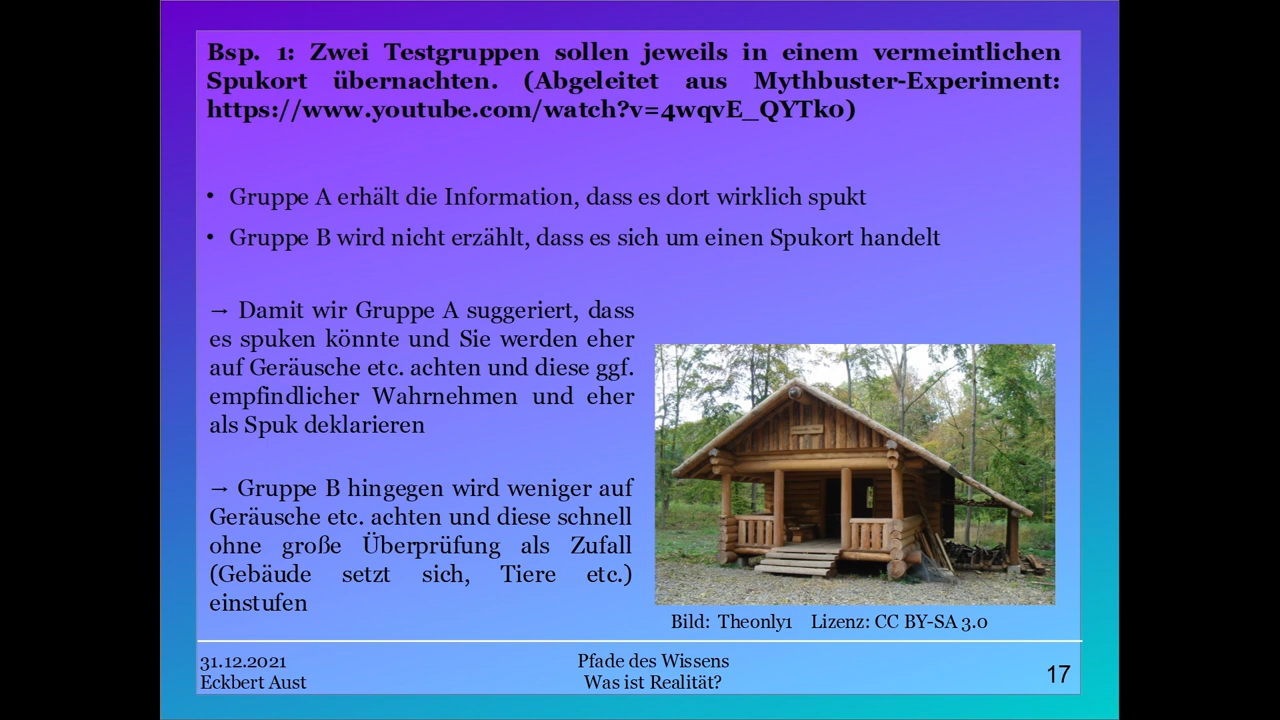 Bsp. 1: Zwei Testgruppen sollen jeweils in einem vermeintlichen
Spukort übernachten. (Abgeleitet aus Mythbuster-Experiment:
https://www.youtube.com/watch?v=4wqvE_QYTk0)
• Gruppe A erhält die Information, dass es dort wirklich spukt
• Gruppe B wird nicht erzählt, dass es sich um einen Spukort handelt
→ Damit wir Gruppe A suggeriert, dass
es spuken könnte und Sie werden eher
auf Geräusche etc. achten und diese ggf.
empfindlicher Wahrnehmen und eher
als Spuk deklarieren
→ Gruppe B hingegen wird weniger auf
Geräusche etc. achten und diese schnell
ohne große Überprüfung als Zufall
(Gebäude setzt sich, Tiere etc.)
einstufen
Bild: Theonly1 Lizenz: CC BY-SA 3.0
31.12.2021
Eckbert Aust
Pfade des Wissens
Was ist Realität?
17